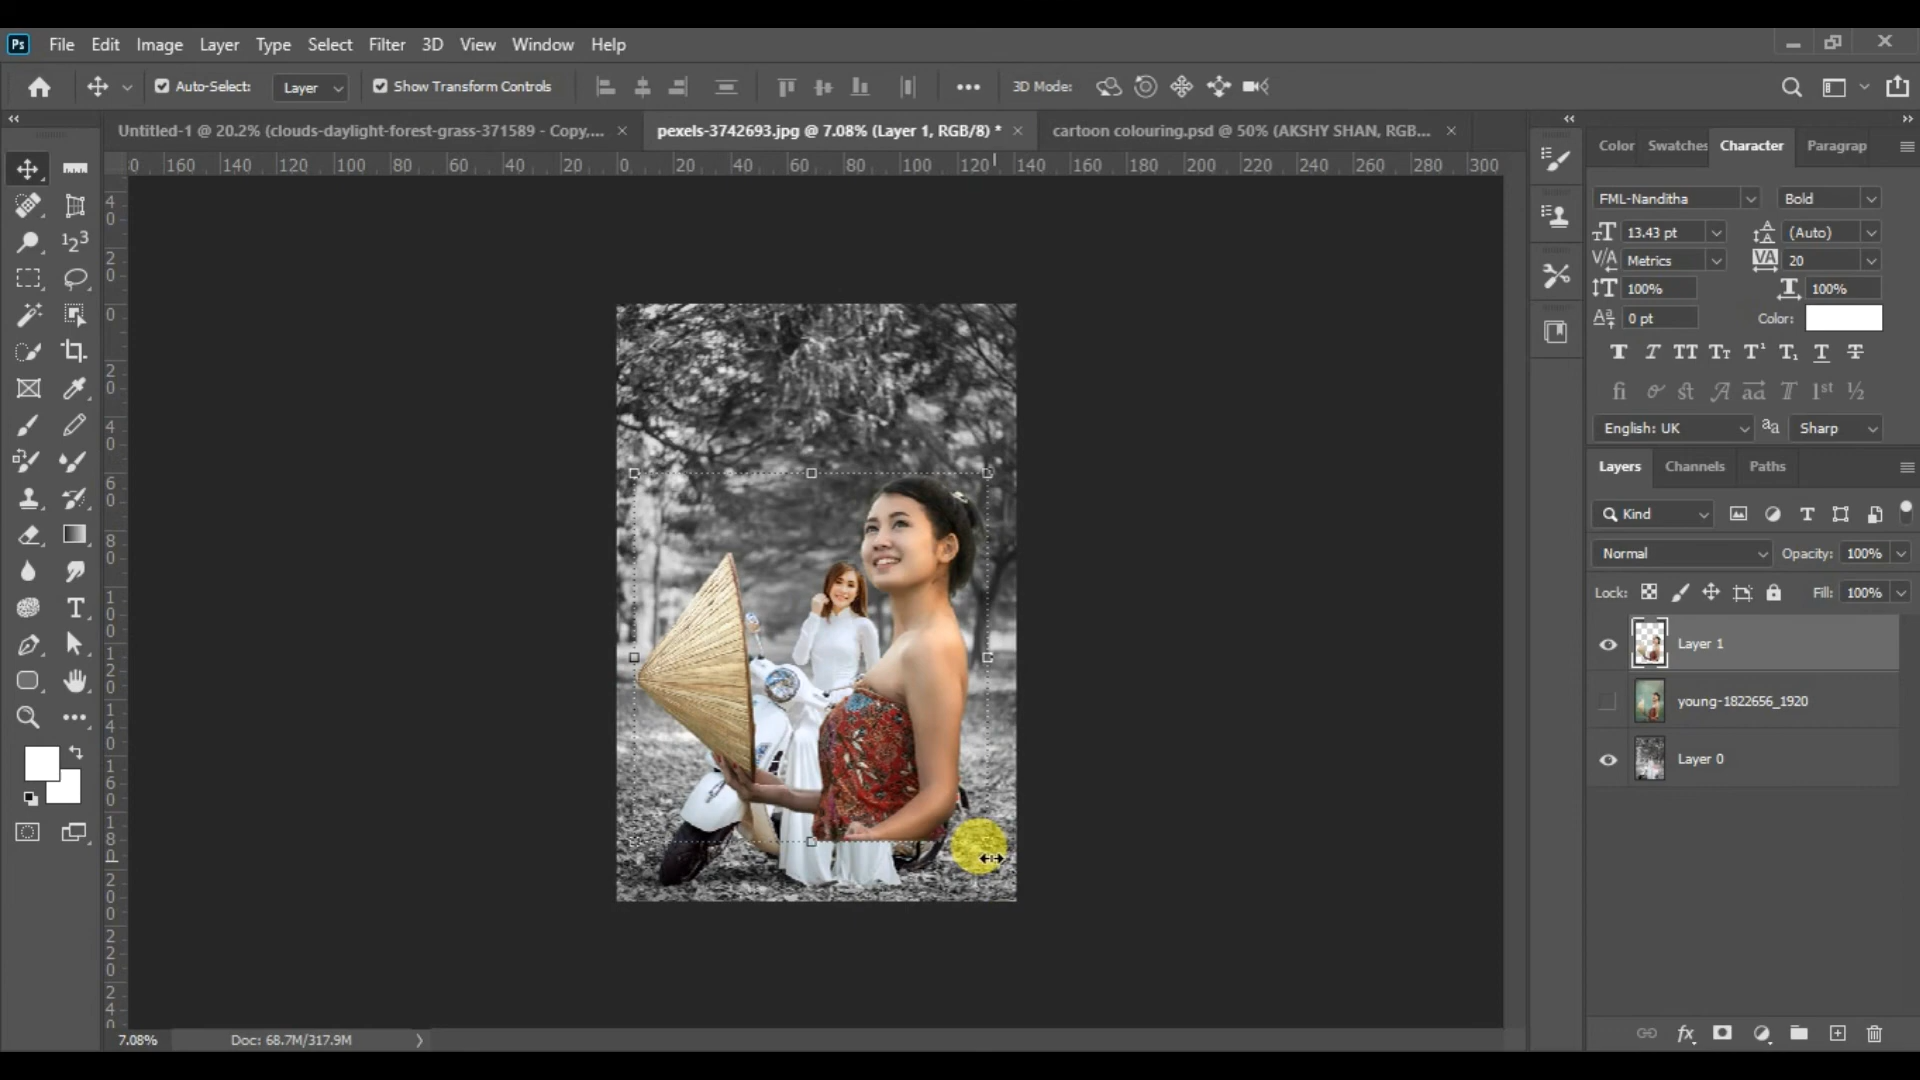 Ps File Edit Image Layer Type Select Filter 3D View Window Help
Auto-Select: Layer Show Transform Controls 3D Mode:
Untitled-1 @ 20.2% (clouds-daylight-forest-grass-371589 - Copy,... × pexels-3742693.jpg @ 7.08% (Layer 1, RGB/8) * × cartoon colouring.psd @ 50% (AKSHY SHAN, RGB... ×
160 140 120 100 80 60 40 20 0 20 40 60 80 100 120 140 160 180 200 220 240 260 280 300
Color Swatches Character Paragrap
FML-Nanditha Bold
13.43 pt (Auto)
Metrics 20
100% 100%
0 pt Color:
English: UK Sharp
Layers Channels Paths
Kind
Normal Opacity: 100%
Lock: Fill: 100%
Layer 1
young-1822656_1920
Layer 0
7.08% Doc: 68.7M/317.9M